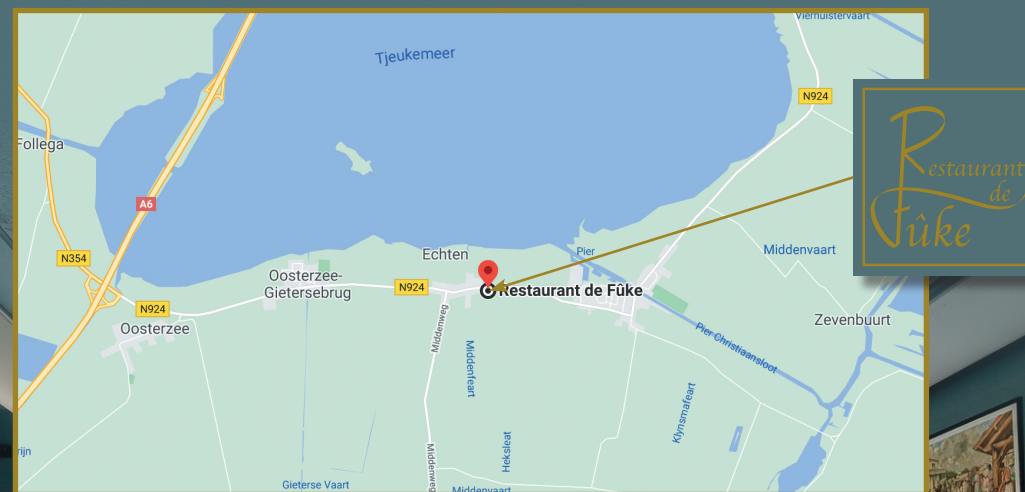 Vierhuistervaart
Tjeukemeer
N924
Follega
Restaurant
de
Fûke
A6
N354
Echten
Pier
Middenvaart
Oosterzee-
Gietersebrug
N924
Restaurant de Fûke
N924
Oosterzee
Zevenbuurt
Middenweg
Pier Christiaansloot
Middenfeart
Klynsmafeart
Heksleat
rijn
Middenweg
Gieterse Vaart
Middenvaart